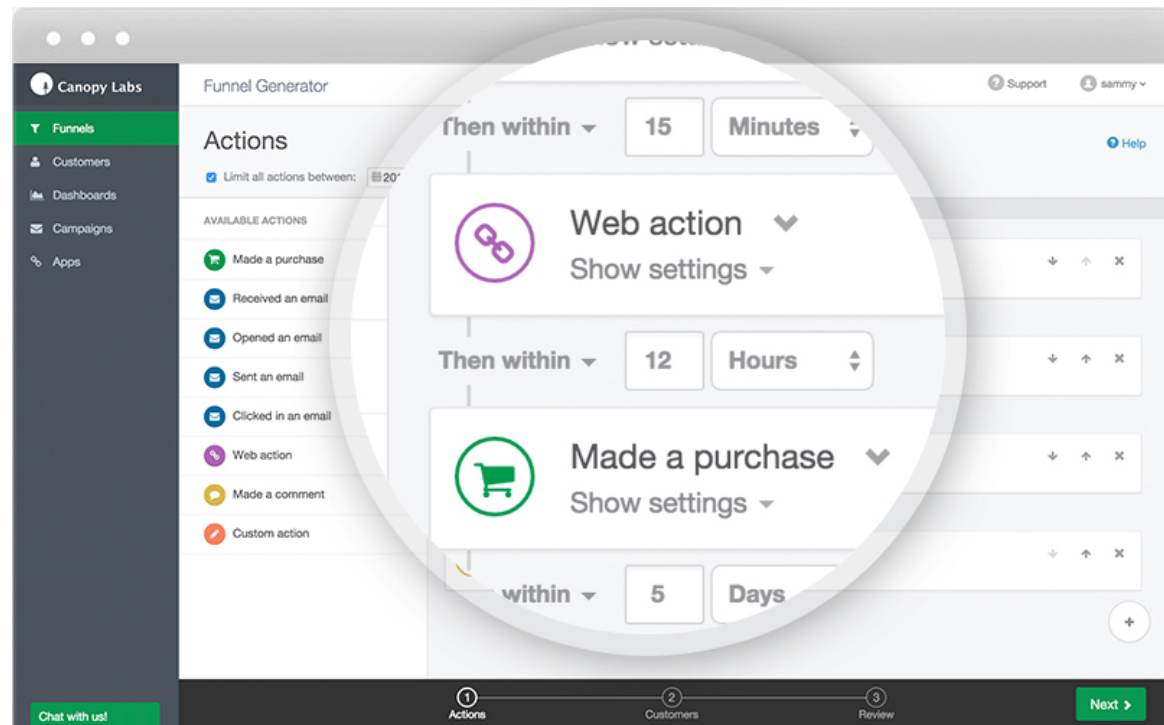 Canopy Labs
Funnel Generator
Support
sammy
Funnels
Customers
Dashboards
Campaigns
Apps
Chat with us!
Actions
Help
Limit all actions between:
AVAILABLE ACTIONS
Made a purchase
Received an email
Opened an email
Sent an email
Clicked in an email
Web action
Made a comment
Custom action
Then within 15 Minutes
Web action
Show settings
Then within 12 Hours
Made a purchase
Show settings
within 5 Days
1 2 3
Actions Customers Review
Next